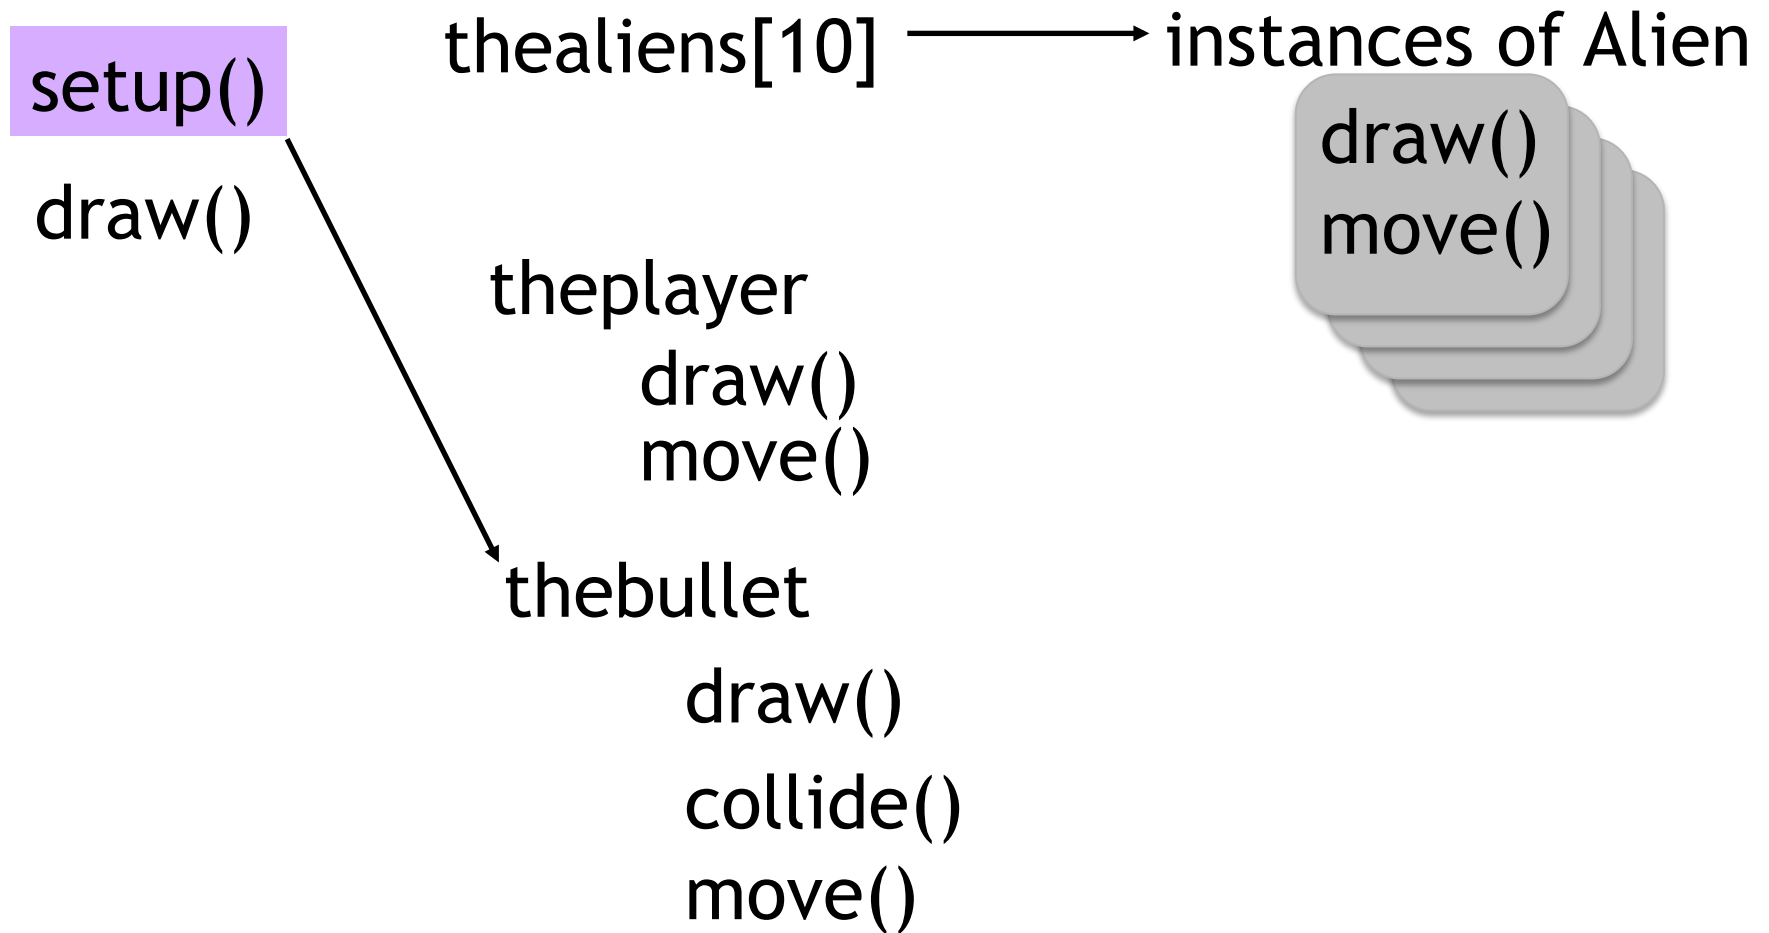 setup()
draw()
thealiens[10]
instances of Alien
draw()
move()
theplayer
draw()
move()
thebullet
draw()
collide()
move()